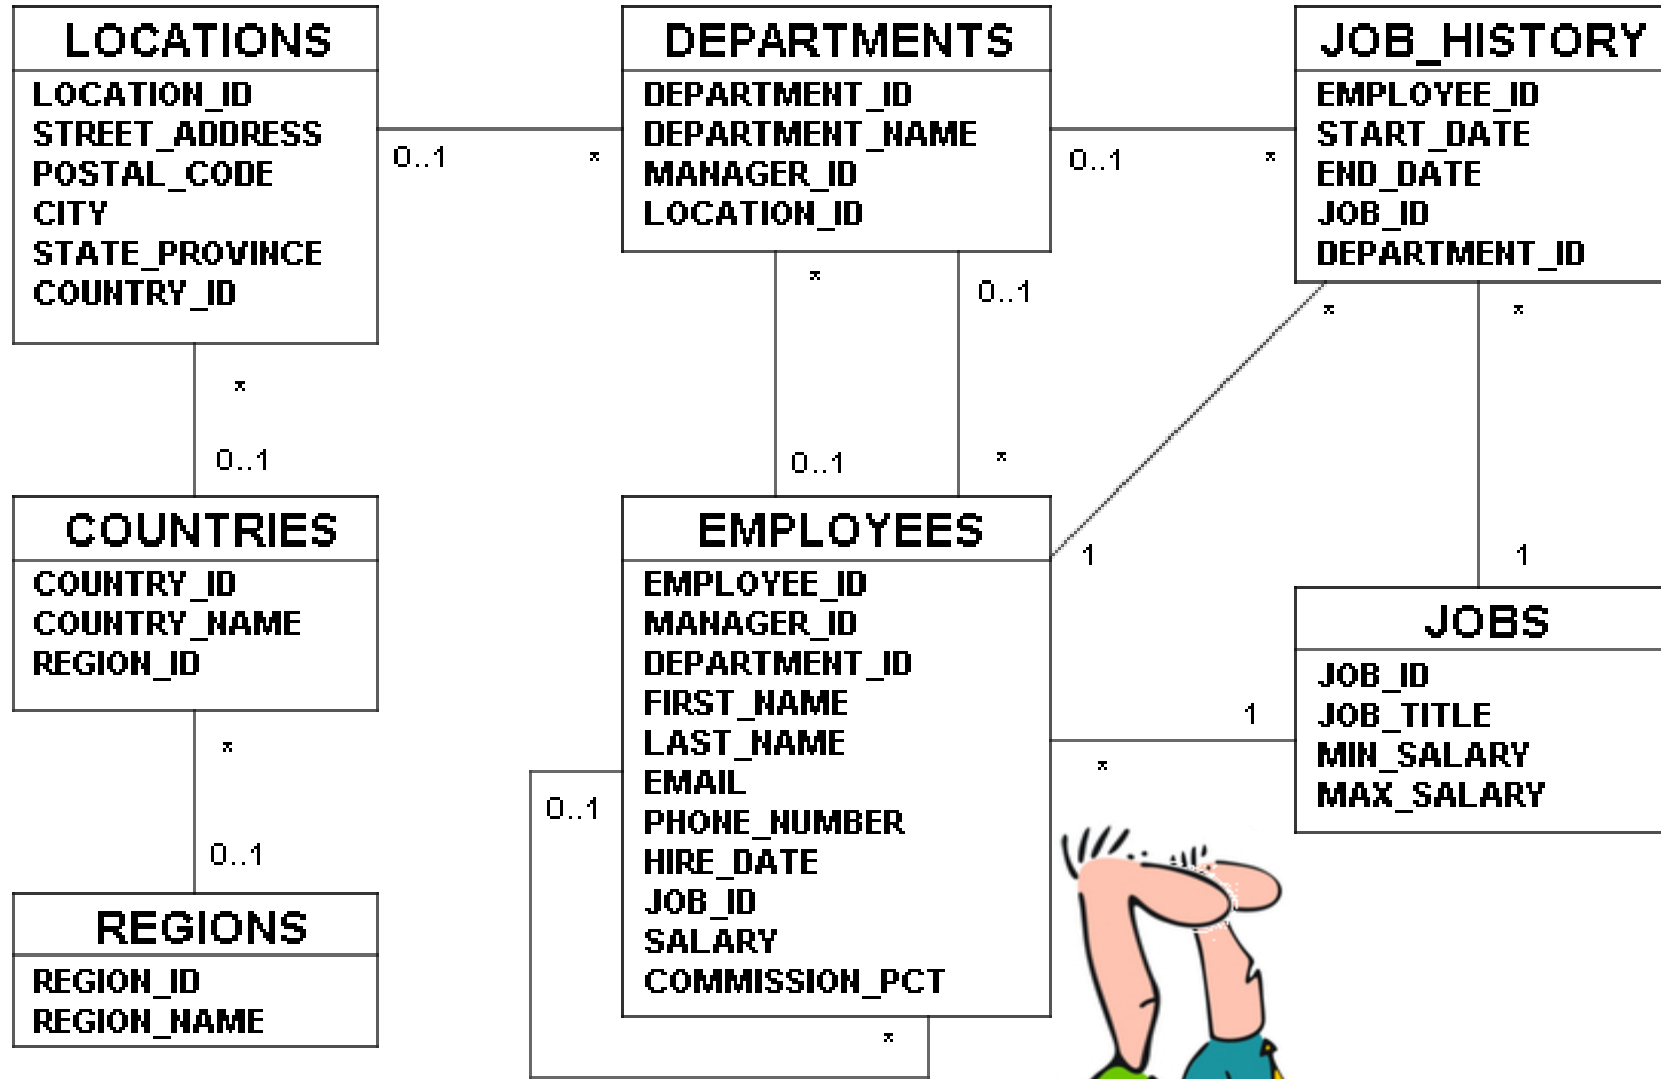 LOCATIONS
LOCATION_ID
STREET_ADDRESS
POSTAL_CODE
CITY
STATE_PROVINCE
COUNTRY_ID
0..1
*
DEPARTMENTS
DEPARTMENT_ID
DEPARTMENT_NAME
MANAGER_ID
LOCATION_ID
0..1
*
JOB_HISTORY
EMPLOYEE_ID
START_DATE
END_DATE
JOB_ID
DEPARTMENT_ID
*
0..1
*
0..1
0..1
*
*
1
*
1
COUNTRIES
COUNTRY_ID
COUNTRY_NAME
REGION_ID
*
0..1
EMPLOYEES
EMPLOYEE_ID
MANAGER_ID
DEPARTMENT_ID
FIRST_NAME
LAST_NAME
EMAIL
PHONE_NUMBER
HIRE_DATE
JOB_ID
SALARY
COMMISSION_PCT
0..1
*
1
*
JOBS
JOB_ID
JOB_TITLE
MIN_SALARY
MAX_SALARY
REGIONS
REGION_ID
REGION_NAME